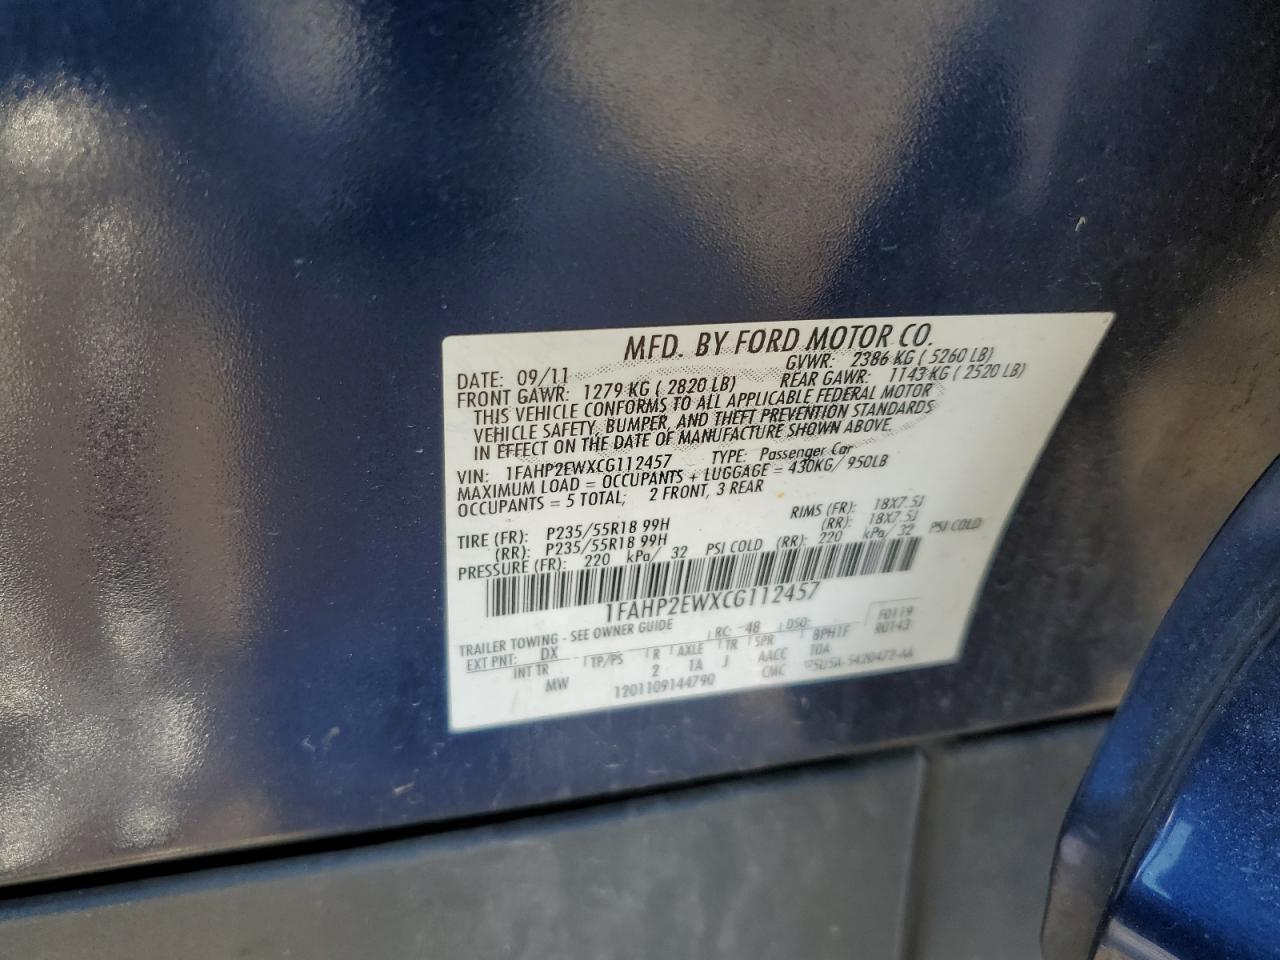 MFD. BY FORD MOTOR CO.
DATE: 09/11 GVWR: 2386 KG ( 5260 LB)
FRONT GAWR: 1279 KG ( 2820 LB) REAR GAWR: 1143 KG ( 2520 LB)
THIS VEHICLE CONFORMS TO ALL APPLICABLE FEDERAL MOTOR
VEHICLE SAFETY, BUMPER, AND THEFT PREVENTION STANDARDS
IN EFFECT ON THE DATE OF MANUFACTURE SHOWN ABOVE.
VIN: 1FAHP2EWXCG112457 TYPE: Passenger Car
MAXIMUM LOAD = OCCUPANTS + LUGGAGE = 430KG/ 950LB
OCCUPANTS = 5 TOTAL; 2 FRONT, 3 REAR
TIRE (FR): P235/55R18 99H RIMS (FR): 18X7.5J
(RR): P235/55R18 99H (RR): 18X7.5J
PRESSURE (FR): 220 kPa/ 32 PSI COLD (RR): 220 kPa/ 32 PSI COLD
1FAHP2EWXCG112457
TRAILER TOWING - SEE OWNER GUIDE F0119
EXT PNT: DX RC: 48 DSO: R0143
INT TR TP/PS R AXLE TR SPR BPHTF
MW 2 1A J AACC TOA
1201109144790 CMC